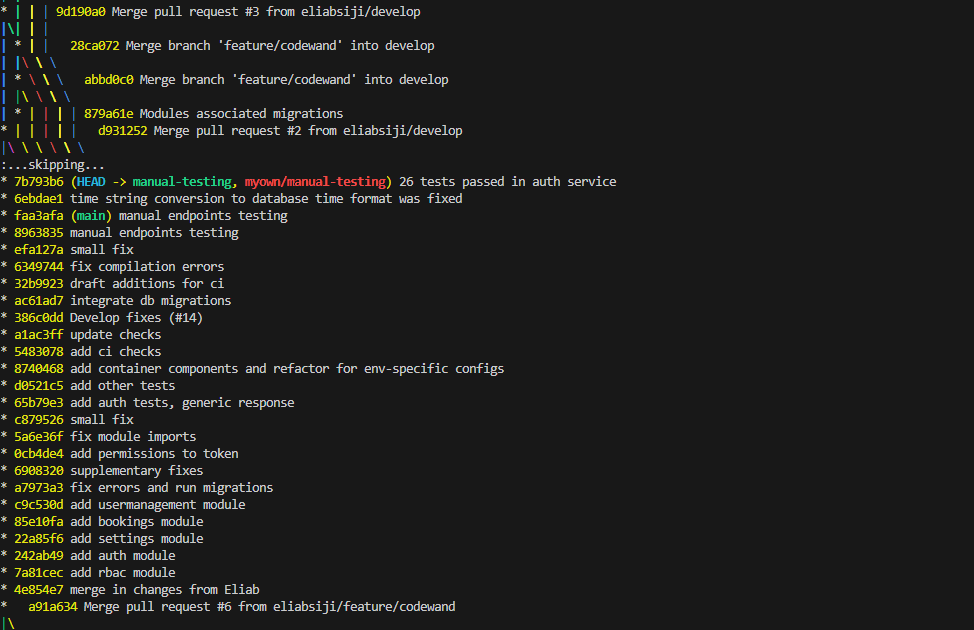 * | | | 9d190a0 Merge pull request #3 from eliabsiji/develop
|\| | |
| * | |   28ca072 Merge branch 'feature/codewand' into develop
| |\ \ \
| * \ \ \   abbd0c0 Merge branch 'feature/codewand' into develop
| |\ \ \ \
| * | | | | 879a61e Modules associated migrations
* | | | | |   d931252 Merge pull request #2 from eliabsiji/develop
|\ \ \ \ \ \
:...skipping...
* 7b793b6 (HEAD -> manual-testing, myown/manual-testing) 26 tests passed in auth service
* 6ebdae1 time string conversion to database time format was fixed
* faa3afa (main) manual endpoints testing
* 8963835 manual endpoints testing
* efa127a small fix
* 6349744 fix compilation errors
* 32b9923 draft additions for ci
* ac61ad7 integrate db migrations
* 386c0dd Develop fixes (#14)
* a1ac3ff update checks
* 5483078 add ci checks
* 8740468 add container components and refactor for env-specific configs
* d0521c5 add other tests
* 65b79e3 add auth tests, generic response
* c879526 small fix
* 5a6e36f fix module imports
* 0cb4de4 add permissions to token
* 6908320 supplementary fixes
* a7973a3 fix errors and run migrations
* c9c530d add usermanagement module
* 85e10fa add bookings module
* 22a85f6 add settings module
* 242ab49 add auth module
* 7a81cec add rbac module
* 4e854e7 merge in changes from Eliab
*   a91a634 Merge pull request #6 from eliabsiji/feature/codewand
|\